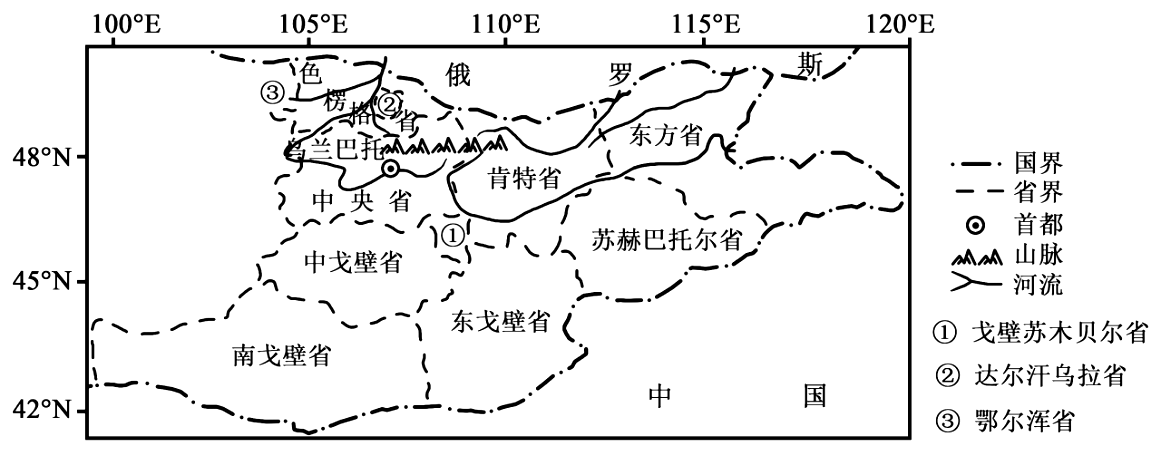 100°E 105°E 110°E 115°E 120°E
俄 罗 斯
色
楞
格
省
③
②
东方省
48°N
乌兰巴托
肯特省
中央省
①
苏赫巴托尔省
中戈壁省
45°N
东戈壁省
南戈壁省
42°N
中 国
国界
省界
首都
山脉
河流
① 戈壁苏木贝尔省
② 达尔汗乌拉省
③ 鄂尔浑省